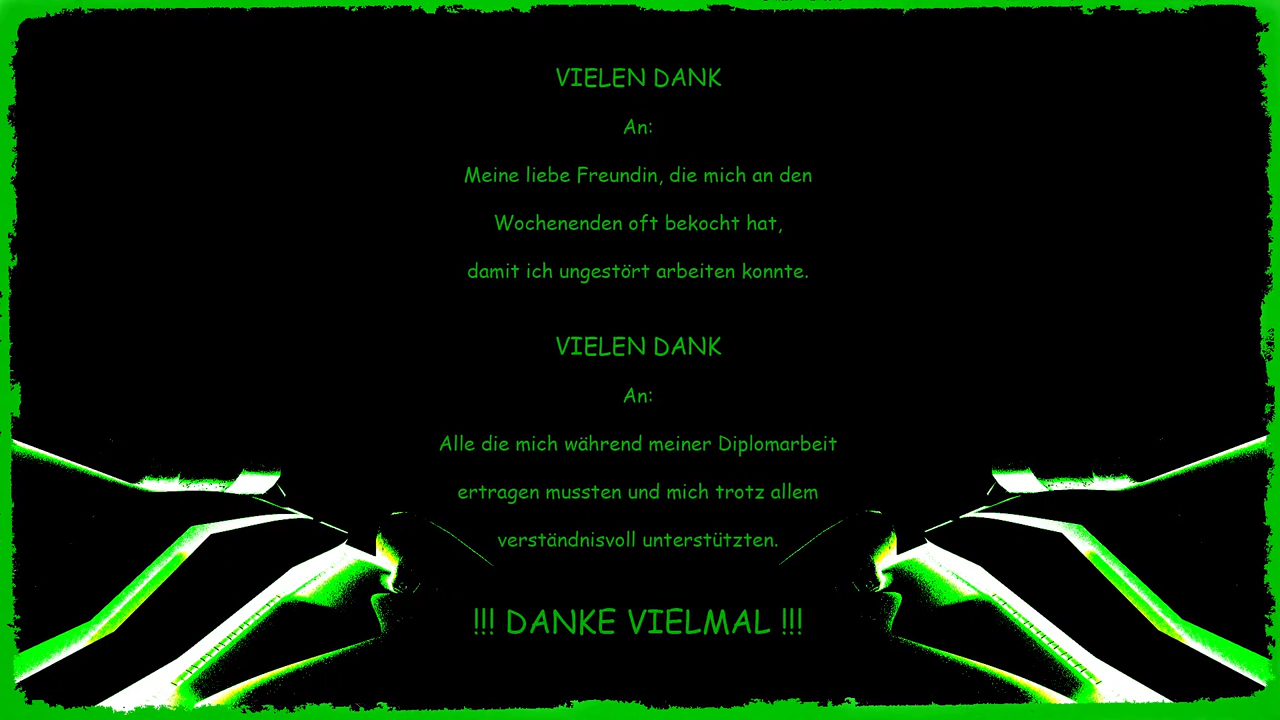 VIELEN DANK
An:
Meine liebe Freundin, die mich an den
Wochenenden oft bekocht hat,
damit ich ungestört arbeiten konnte.
VIELEN DANK
An:
Alle die mich während meiner Diplomarbeit
ertragen mussten und mich trotz allem
verständnisvoll unterstützten.
!!! DANKE VIELMAL !!!